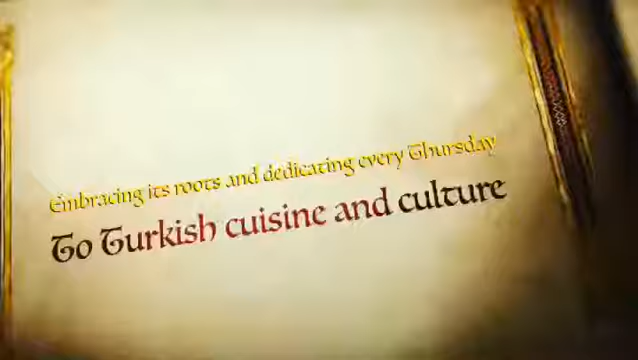 Embracing its roots and dedicating every Thursday
To Turkish cuisine and culture